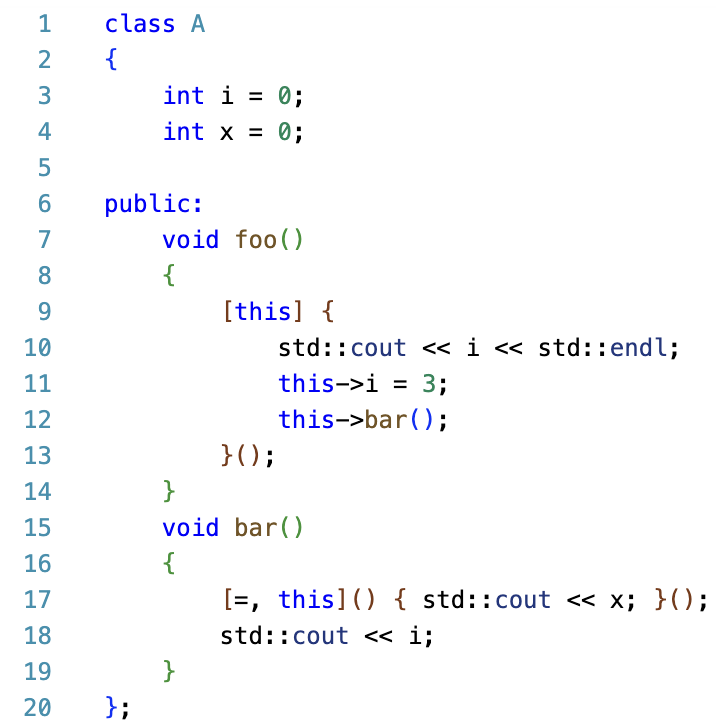 1 class A
2 {
3     int i = 0;
4     int x = 0;
5
6 public:
7     void foo()
8     {
9         [this] {
10             std::cout << i << std::endl;
11             this->i = 3;
12             this->bar();
13         }();
14     }
15     void bar()
16     {
17         [=, this]() { std::cout << x; }();
18         std::cout << i;
19     }
20 };